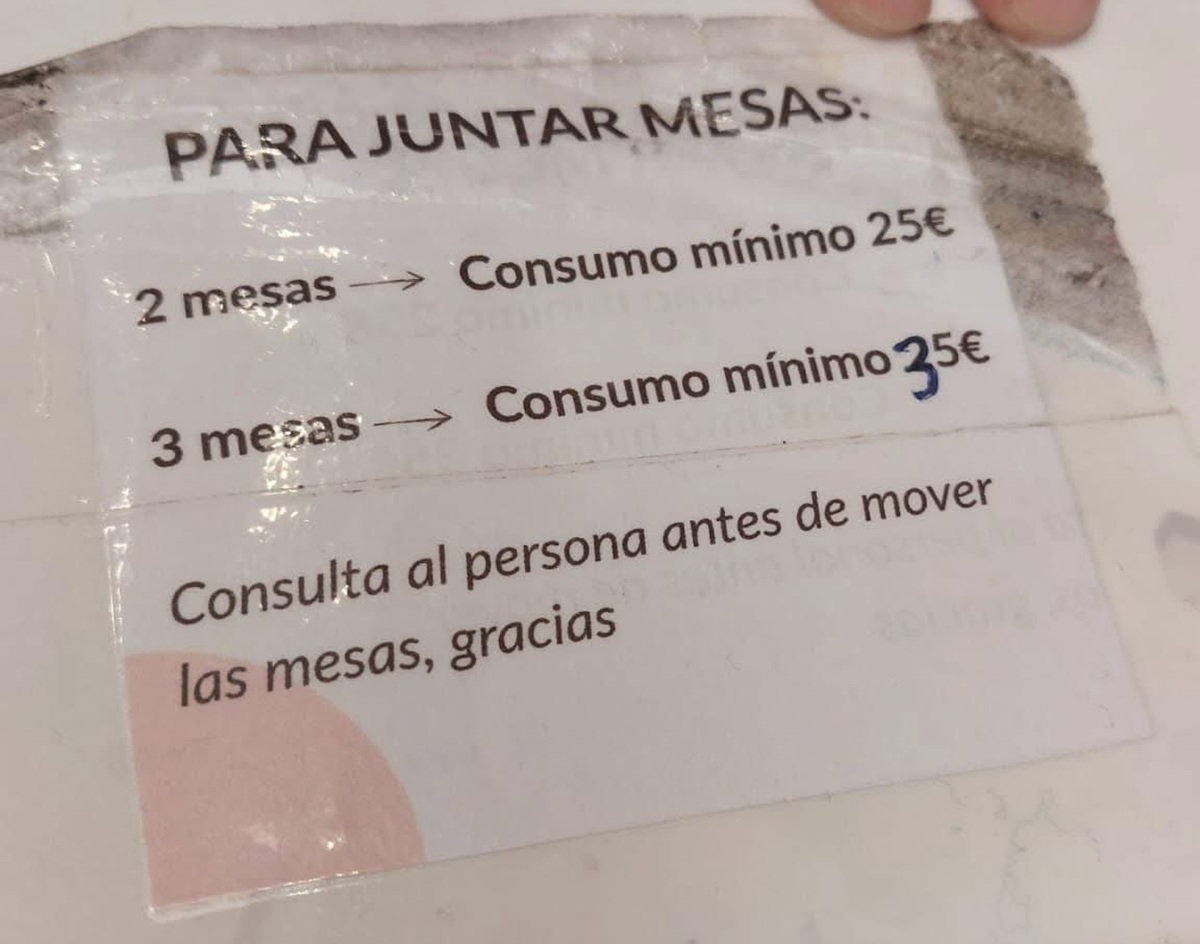 PARA JUNTAR MESAS:
2 mesas → Consumo mínimo 25€
3 mesas → Consumo mínimo 35€
Consulta al persona antes de mover
las mesas, gracias